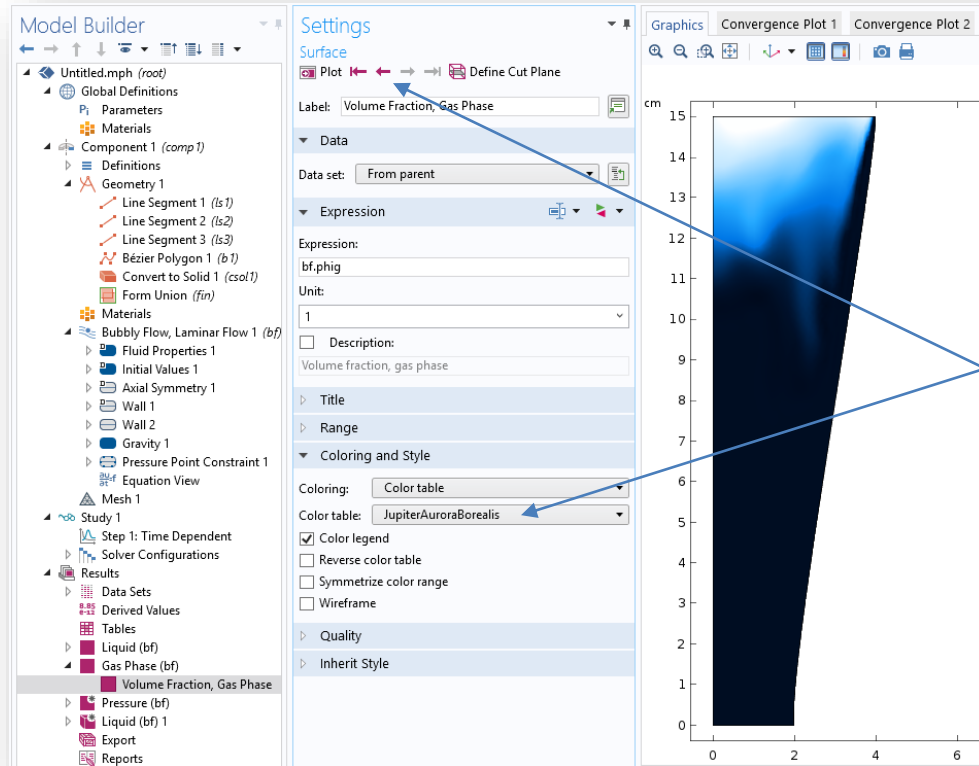 Model Builder
Untitled.mph (root)
Global Definitions
Pi Parameters
Materials
Component 1 (comp1)
Definitions
Geometry 1
Line Segment 1 (ls1)
Line Segment 2 (ls2)
Line Segment 3 (ls3)
Bézier Polygon 1 (b1)
Convert to Solid 1 (csol1)
Form Union (fin)
Materials
Bubbly Flow, Laminar Flow 1 (bf)
Fluid Properties 1
Initial Values 1
Axial Symmetry 1
Wall 1
Wall 2
Gravity 1
Pressure Point Constraint 1
Equation View
Mesh 1
Study 1
Step 1: Time Dependent
Solver Configurations
Results
Data Sets
8.85
e-12
Derived Values
Tables
Liquid (bf)
Gas Phase (bf)
Volume Fraction, Gas Phase
Pressure (bf)
Liquid (bf) 1
Export
Reports
Settings
Surface
Plot
Define Cut Plane
Label: Volume Fraction, Gas Phase
Data
Data set: From parent
Expression
Expression:
bf.phig
Unit:
1
Description:
Volume fraction, gas phase
Title
Range
Coloring and Style
Coloring: Color table
Color table: JupiterAuroraBorealis
Color legend
Reverse color table
Symmetrize color range
Wireframe
Quality
Inherit Style
Graphics Convergence Plot 1 Convergence Plot 2
cm
15
14
13
12
11
10
9
8
7
6
5
4
3
2
1
0
0 2 4 6